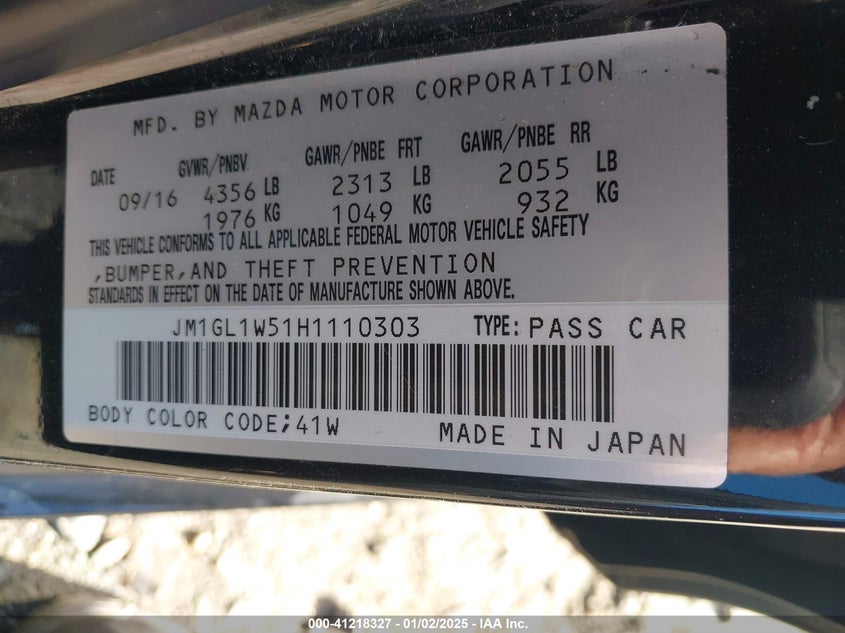 MFD. BY MAZDA MOTOR CORPORATION
DATE GVWR/PNBV GAWR/PNBE FRT GAWR/PNBE RR
09/16 4356 LB 2313 LB 2055 LB
1976 KG 1049 KG 932 KG
THIS VEHICLE CONFORMS TO ALL APPLICABLE FEDERAL MOTOR VEHICLE SAFETY
,BUMPER,AND THEFT PREVENTION
STANDARDS IN EFFECT ON THE DATE OF MANUFACTURE SHOWN ABOVE.
JM1GL1W51H1110303 TYPE: PASS CAR
BODY COLOR CODE;41W
MADE IN JAPAN
000-41218327 - 01/02/2025 - IAA Inc.